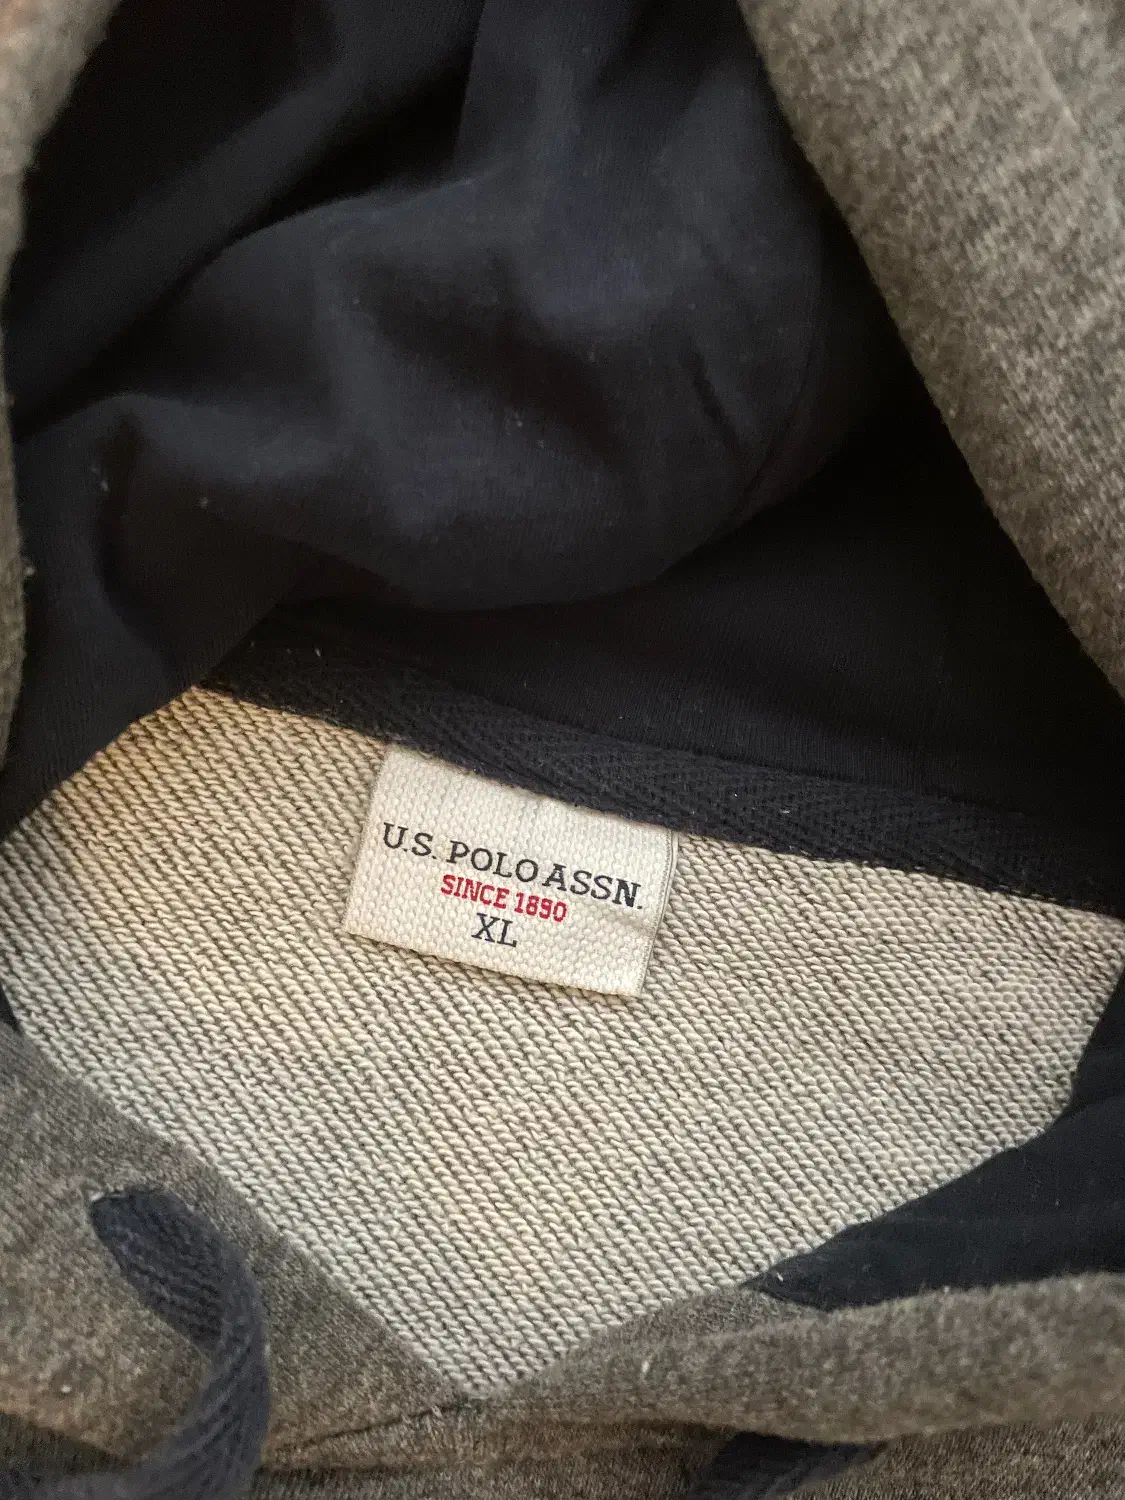 U.S. POLO ASSN.
SINCE 1890
XL